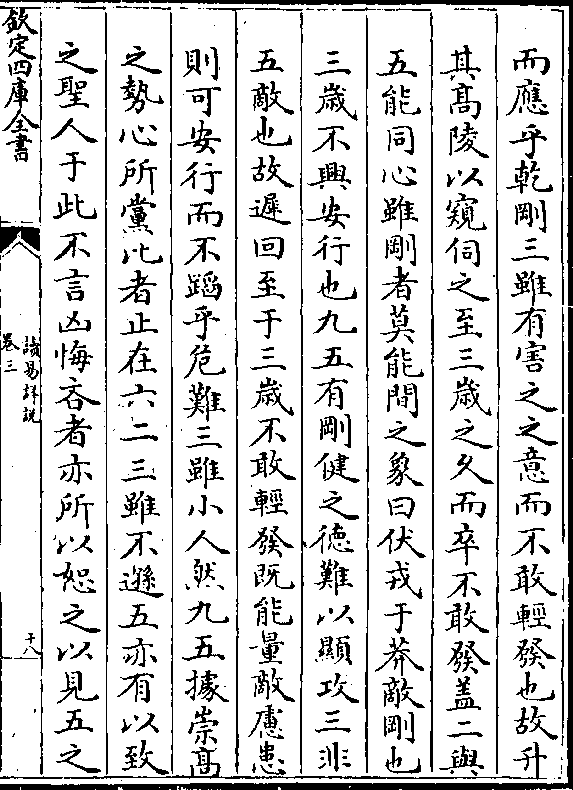 而應乎乾剛三雖有害之之意而不敢輕發也故升
其高陵以窺伺之至三歲之久而卒不敢發盖二與
五能同心雖剛者莫能間之象曰伏戎于莽敵剛也
三歲不興安行也九五有剛健之德難以顯攻三非
五敵也故遲回至于三歲不敢輕發既能量敵慮患
則可安行而不蹈乎危難三雖小人然九五據崇高
之勢心所黨比者止在六二三雖不遜五亦有以致
之聖人于此不言凶悔吝者亦所以恕之以見五之
欽定四庫全書
讀易詳說
卷三
十八